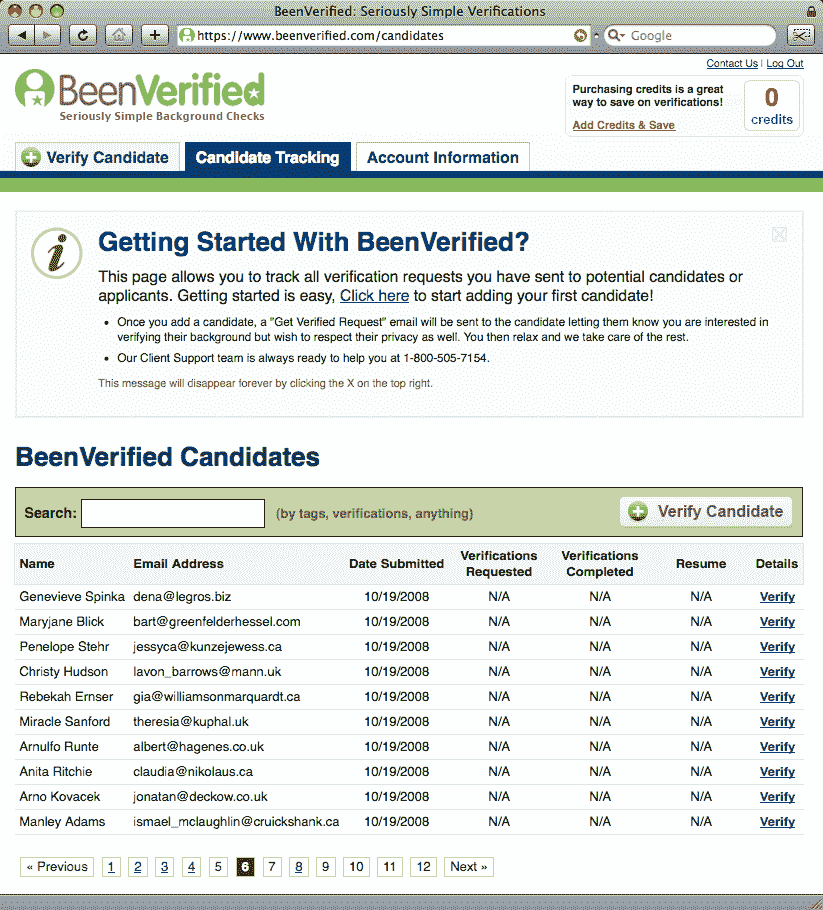 BeenVerified: Seriously Simple Verifications
https://www.beenverified.com/candidates
Google
Contact Us | Log Out
BeenVerified
Seriously Simple Background Checks
Purchasing credits is a great
way to save on verifications!
Add Credits & Save
0
credits
Verify Candidate
Candidate Tracking
Account Information
Getting Started With BeenVerified?
This page allows you to track all verification requests you have sent to potential candidates or
applicants. Getting started is easy, Click here to start adding your first candidate!
• Once you add a candidate, a "Get Verified Request" email will be sent to the candidate letting them know you are interested in
verifying their background but wish to respect their privacy as well. You then relax and we take care of the rest.
• Our Client Support team is always ready to help you at 1-800-505-7154.
This message will disappear forever by clicking the X on the top right.
BeenVerified Candidates
Search: (by tags, verifications, anything) Verify Candidate
Name Email Address Date Submitted Verifications Requested Verifications Completed Resume Details
Genevieve Spinka dena@legros.biz 10/19/2008 N/A N/A N/A Verify
Maryjane Blick bart@greenfelderhessel.com 10/19/2008 N/A N/A N/A Verify
Penelope Stehr jessyca@kunzejewess.ca 10/19/2008 N/A N/A N/A Verify
Christy Hudson lavon_barrows@mann.uk 10/19/2008 N/A N/A N/A Verify
Rebekah Ernser gia@williamsonmarquardt.ca 10/19/2008 N/A N/A N/A Verify
Miracle Sanford theresia@kuphal.uk 10/19/2008 N/A N/A N/A Verify
Arnulfo Runte albert@hagenes.co.uk 10/19/2008 N/A N/A N/A Verify
Anita Ritchie claudia@nikolaus.ca 10/19/2008 N/A N/A N/A Verify
Arno Kovacek jonatan@deckow.co.uk 10/19/2008 N/A N/A N/A Verify
Manley Adams ismael_mclaughlin@cruickshank.ca 10/19/2008 N/A N/A N/A Verify
« Previous 1 2 3 4 5 6 7 8 9 10 11 12 Next »